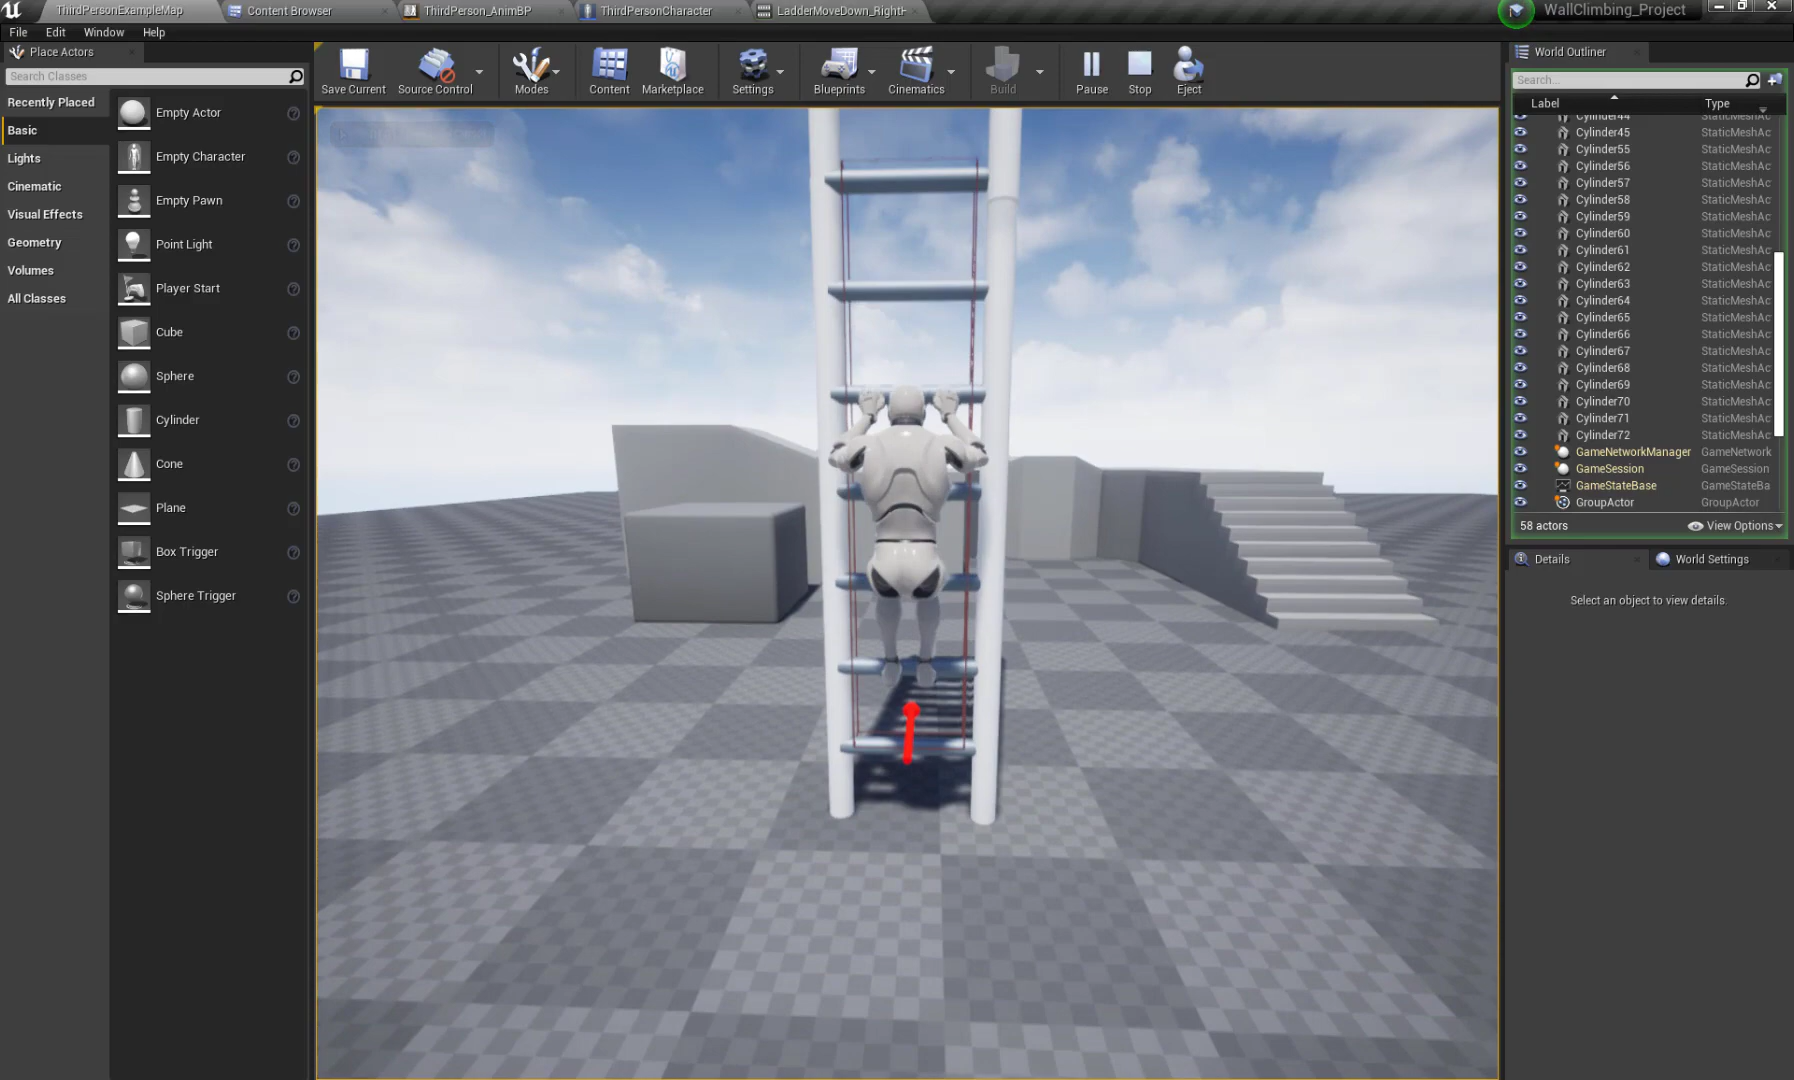 ThirdPersonExampleMap
Content Browser
ThirdPerson_AnimBP
ThirdPersonCharacter
LadderMoveDown_RightH
WallClimbing_Project
File Edit Window Help
Place Actors
Search Classes
Recently Placed
Basic
Lights
Cinematic
Visual Effects
Geometry
Volumes
All Classes
Empty Actor
Empty Character
Empty Pawn
Point Light
Player Start
Cube
Sphere
Cylinder
Cone
Plane
Box Trigger
Sphere Trigger
Save Current
Source Control
Modes
Content
Marketplace
Settings
Blueprints
Cinematics
Build
Pause
Stop
Eject
World Outliner
Search...
Label Type
Cylinder44 StaticMeshAc
Cylinder45 StaticMeshAc
Cylinder55 StaticMeshAc
Cylinder56 StaticMeshAc
Cylinder57 StaticMeshAc
Cylinder58 StaticMeshAc
Cylinder59 StaticMeshAc
Cylinder60 StaticMeshAc
Cylinder61 StaticMeshAc
Cylinder62 StaticMeshAc
Cylinder63 StaticMeshAc
Cylinder64 StaticMeshAc
Cylinder65 StaticMeshAc
Cylinder66 StaticMeshAc
Cylinder67 StaticMeshAc
Cylinder68 StaticMeshAc
Cylinder69 StaticMeshAc
Cylinder70 StaticMeshAc
Cylinder71 StaticMeshAc
Cylinder72 StaticMeshAc
GameNetworkManager GameNetwork
GameSession GameSession
GameStateBase GameStateBa
GroupActor GroupActor
58 actors
View Options
Details
World Settings
Select an object to view details.